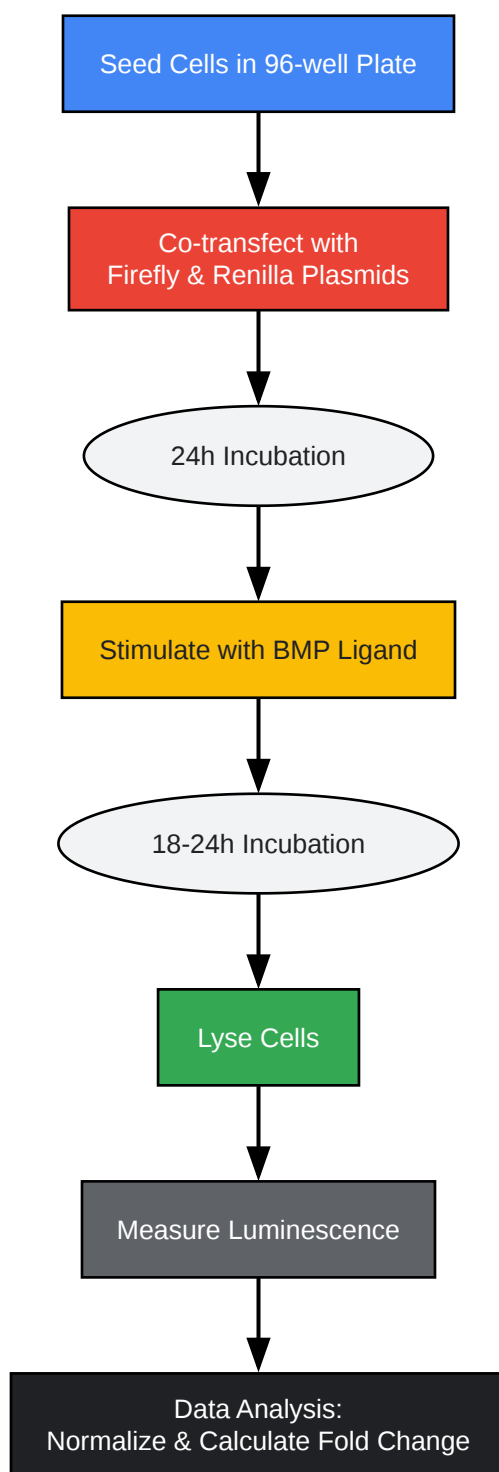 Seed Cells in 96-well Plate
Co-transfect with
Firefly & Renilla Plasmids
24h Incubation
Stimulate with BMP Ligand
18-24h Incubation
Lyse Cells
Measure Luminescence
Data Analysis:
Normalize & Calculate Fold Change